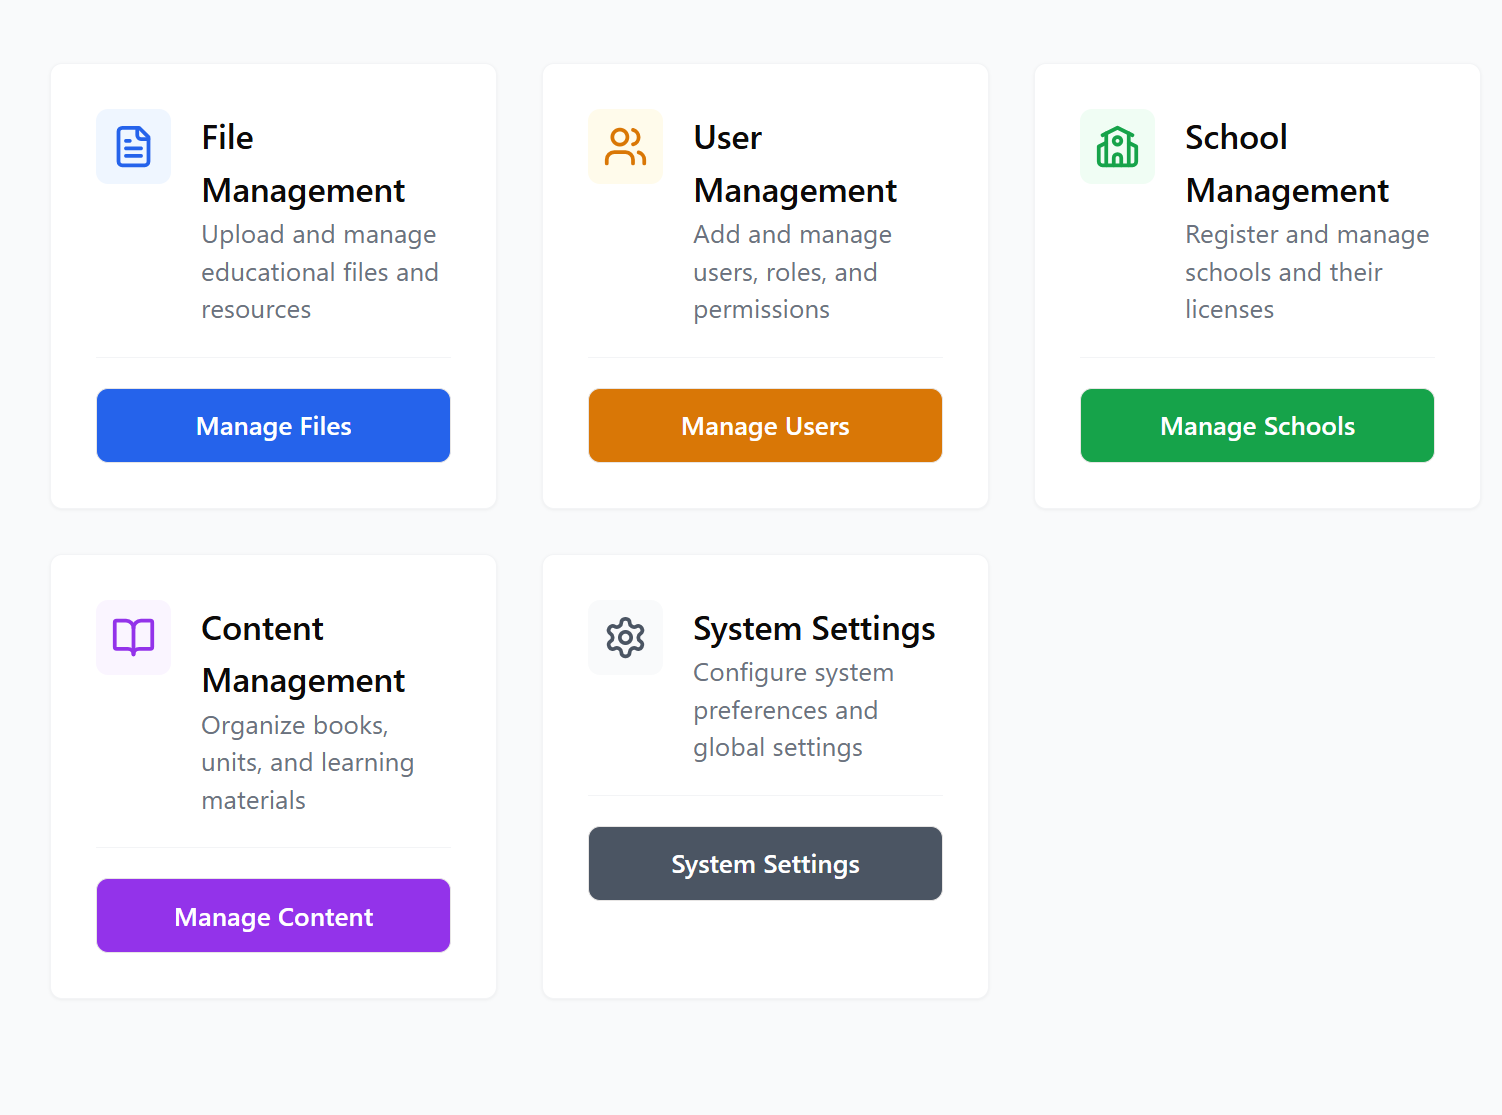 File
Management
Upload and manage
educational files and
resources
Manage Files
User
Management
Add and manage
users, roles, and
permissions
Manage Users
School
Management
Register and manage
schools and their
licenses
Manage Schools
Content
Management
Organize books,
units, and learning
materials
Manage Content
System Settings
Configure system
preferences and
global settings
System Settings